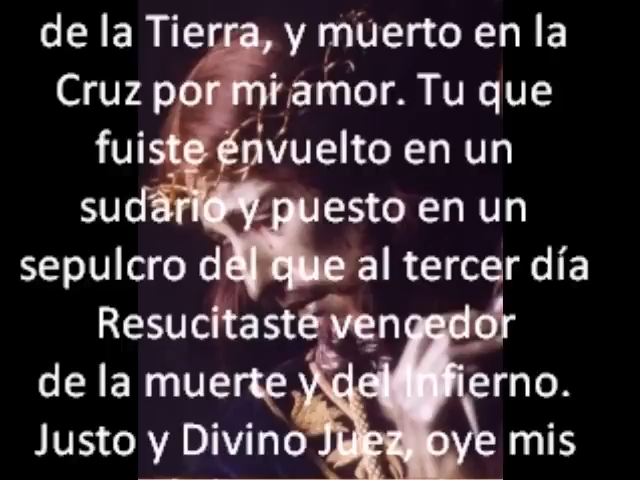 de la Tierra, y muerto en la
Cruz por mi amor. Tu que
fuiste envuelto en un
sudario y puesto en un
sepulcro del que al tercer día
Resucitaste vencedor
de la muerte y del Infierno.
Justo y Divino Juez, oye mis